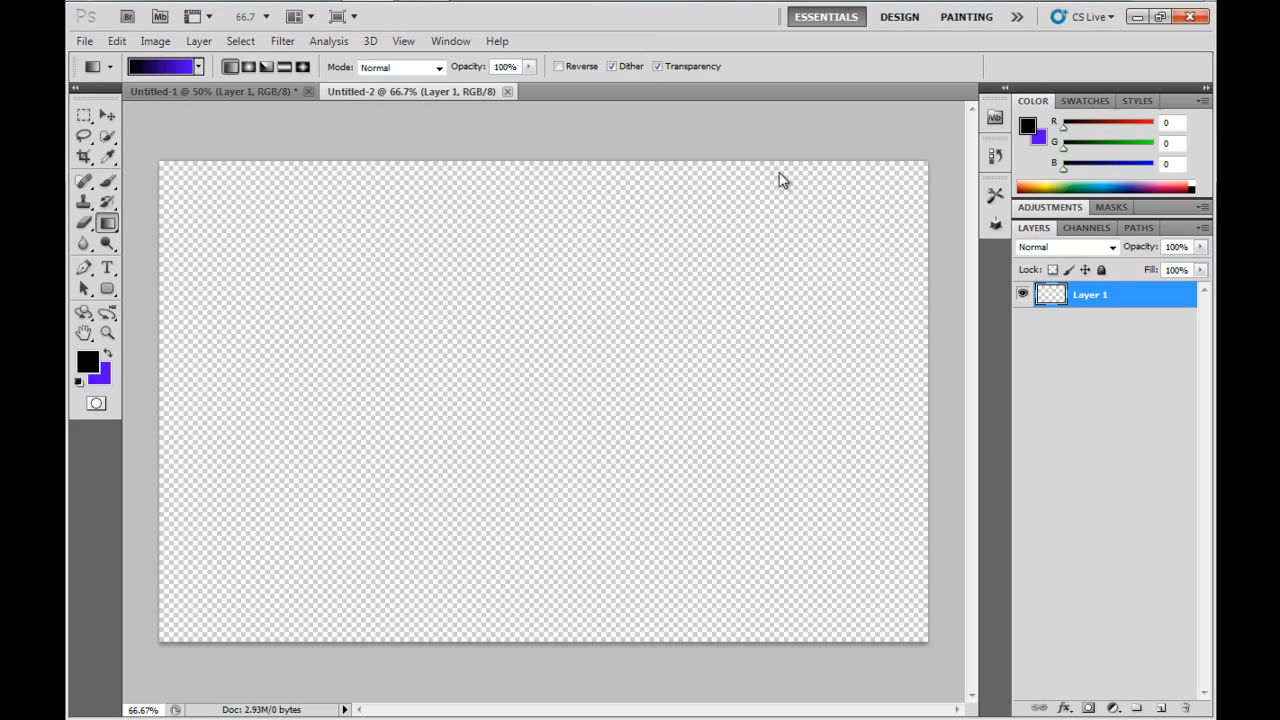 Ps Br Mb 66.7 ESSENTIALS DESIGN PAINTING CS Live
File Edit Image Layer Select Filter Analysis 3D View Window Help
Mode: Normal Opacity: 100% Reverse Dither Transparency
Untitled-1 @ 50% (Layer 1, RGB/8) * Untitled-2 @ 66.7% (Layer 1, RGB/8)
COLOR SWATCHES STYLES
Mb
R 0
G 0
B 0
ADJUSTMENTS MASKS
LAYERS CHANNELS PATHS
Normal Opacity: 100%
Lock: Fill: 100%
Layer 1
T
66.67% Doc: 2.93M/0 bytes
fx